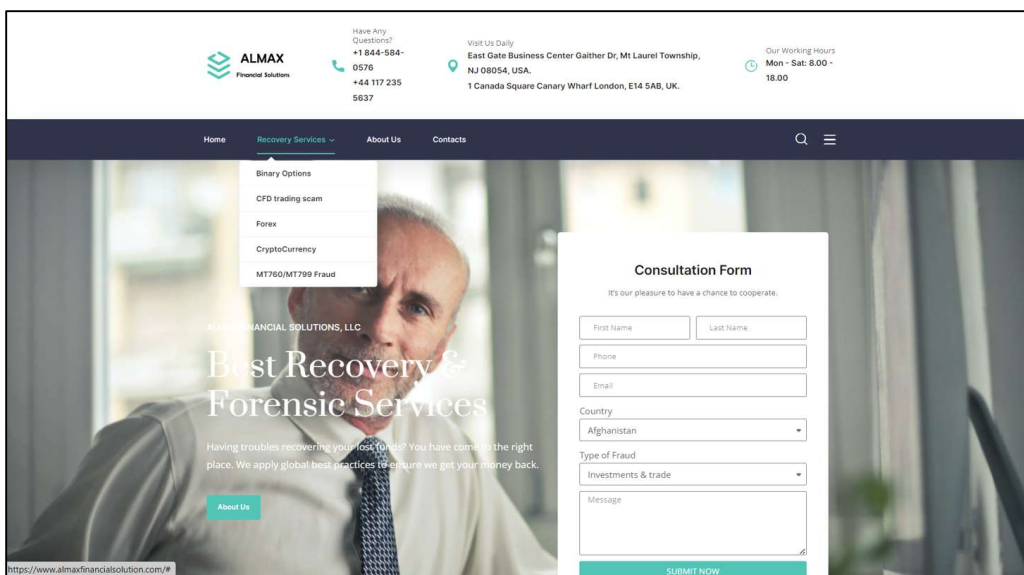 ALMAX
Financial Solutions
Have Any
Questions?
+1 844-584-
0576
+44 117 235
5637
Visit Us Daily
East Gate Business Center Gaither Dr, Mt Laurel Township,
NJ 08054, USA.
1 Canada Square Canary Wharf London, E14 5AB, UK.
Our Working Hours
Mon - Sat: 8.00 -
18.00
Home
Recovery Services
About Us
Contacts
Binary Options
CFD trading scam
Forex
CryptoCurrency
MT760/MT799 Fraud
ALMAX FINANCIAL SOLUTIONS, LLC
Best Recovery &
Forensic Services
Having troubles recovering your lost funds? You have come to the right
place. We apply global best practices to ensure we get your money back.
About Us
Consultation Form
It's our pleasure to have a chance to cooperate.
First Name
Last Name
Phone
Email
Country
Afghanistan
Type of Fraud
Investments & trade
Message
SUBMIT NOW
https://www.almaxfinancialsolution.com/#